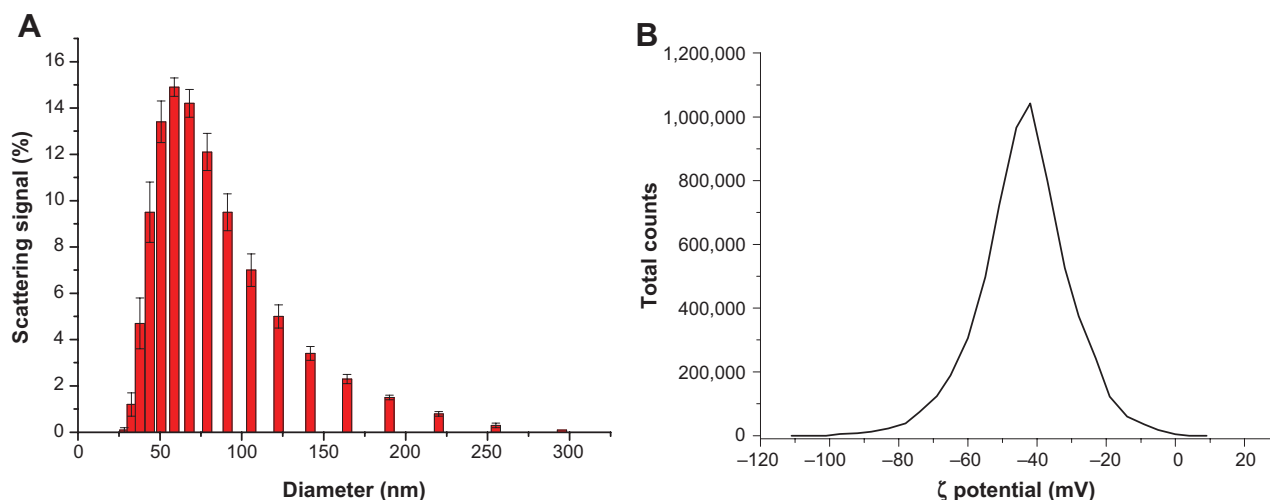 A
Scattering signal (%)
16
14
12
10
8
6
4
2
0
0 50 100 150 200 250 300
Diameter (nm)
B
Total counts
1,200,000
1,000,000
800,000
600,000
400,000
200,000
0
–120 –100 –80 –60 –40 –20 0 20
ζ potential (mV)